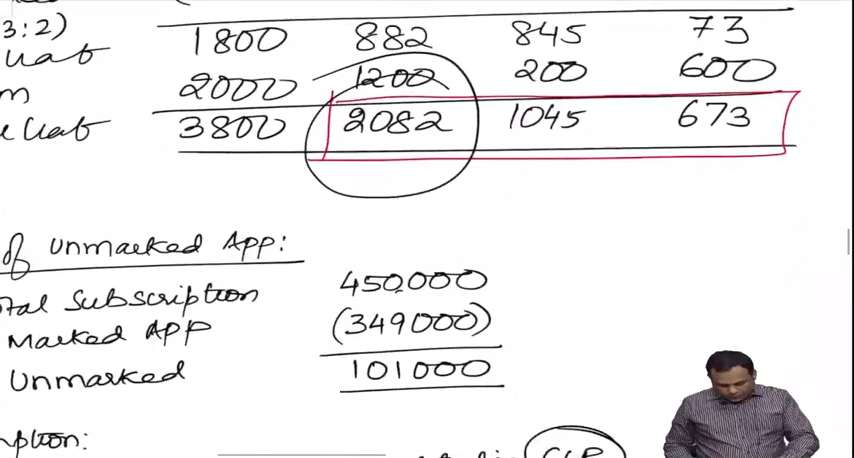 3:2)
1800 882 845 73
2000 1200 200 600
3800 2082 1045 673
of Unmarked App:
Subscription 450000
Marked App (349000)
Unmarked 101000